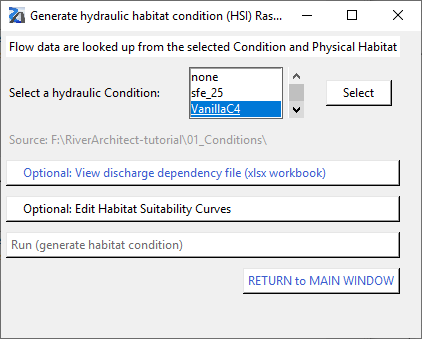 Generate hydraulic habitat condition (HSI) Ras...
Flow data are looked up from the selected Condition and Physical Habitat
Select a hydraulic Condition:
none
sfe_25
VanillaC4
Select
Source: F:\RiverArchitect-tutorial\01_Conditions\
Optional: View discharge dependency file (xlsx workbook)
Optional: Edit Habitat Suitability Curves
Run (generate habitat condition)
RETURN to MAIN WINDOW